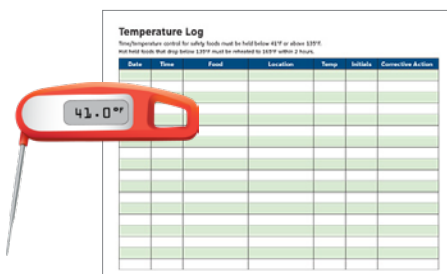 Temperature Log
Time/temperature control for safety foods must be held below 41°F or above 135°F.
Hot held foods that drop below 135°F must be reheated to 165°F within 2 hours.
Date Time Food Location Temp Initials Corrective Action
41.0°F